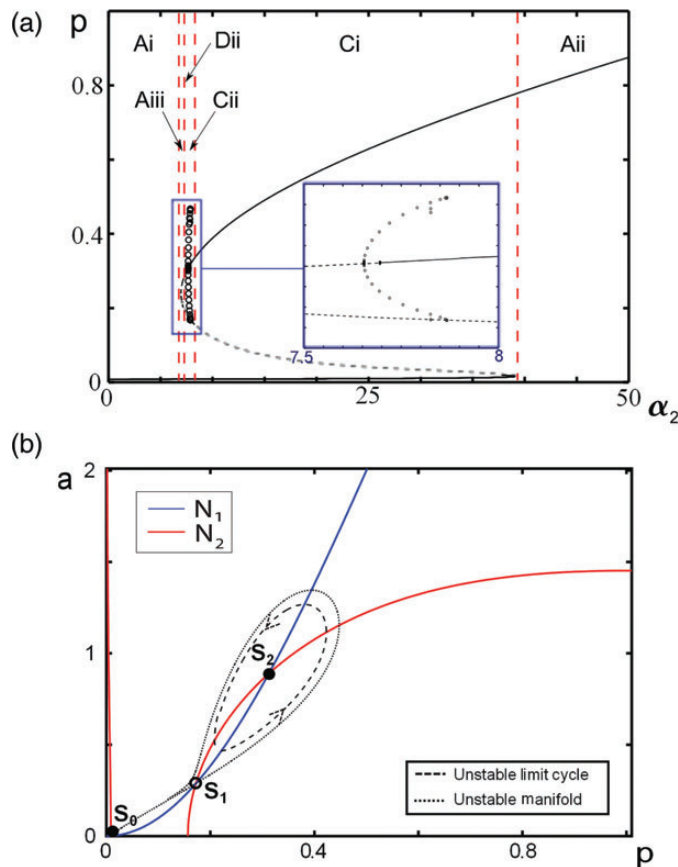 (a)
p
Ai
Dii
Ci
Aii
Aiii
Cii
0.8
0.4
0
7.5
8
0
25
50
α₂
(b)
a
2
N₁
N₂
1
S₂
S₁
S₀
Unstable limit cycle
Unstable manifold
0
0.4
0.8
p